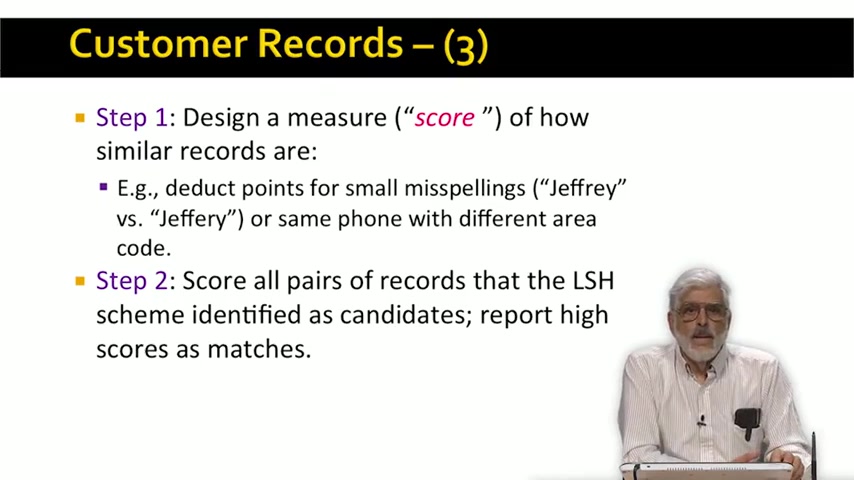 Customer Records – (3)
Step 1: Design a measure (“score ”) of how
similar records are:
E.g., deduct points for small misspellings (“Jeffrey”
vs. “Jeffery”) or same phone with different area
code.
Step 2: Score all pairs of records that the LSH
scheme identified as candidates; report high
scores as matches.